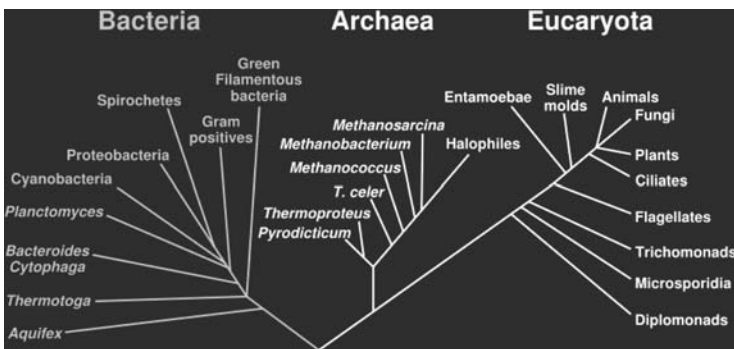 Bacteria
Archaea
Eucaryota
Green
Filamentous
bacteria
Spirochetes
Gram
positives
Proteobacteria
Cyanobacteria
Planctomyces
Bacteroides
Cytophaga
Thermotoga
Aquifex
Methanosarcina
Methanobacterium
Halophiles
Methanococcus
T. celer
Thermoproteus
Pyrodicticum
Entamoebae
Slime
molds
Animals
Fungi
Plants
Ciliates
Flagellates
Trichomonads
Microsporidia
Diplomonads